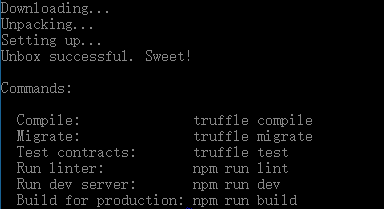 Downloading...
Unpacking...
Setting up...
Unbox successful. Sweet!
Commands:
Compile: truffle compile
Migrate: truffle migrate
Test contracts: truffle test
Run linter: npm run lint
Run dev server: npm run dev
Build for production: npm run build